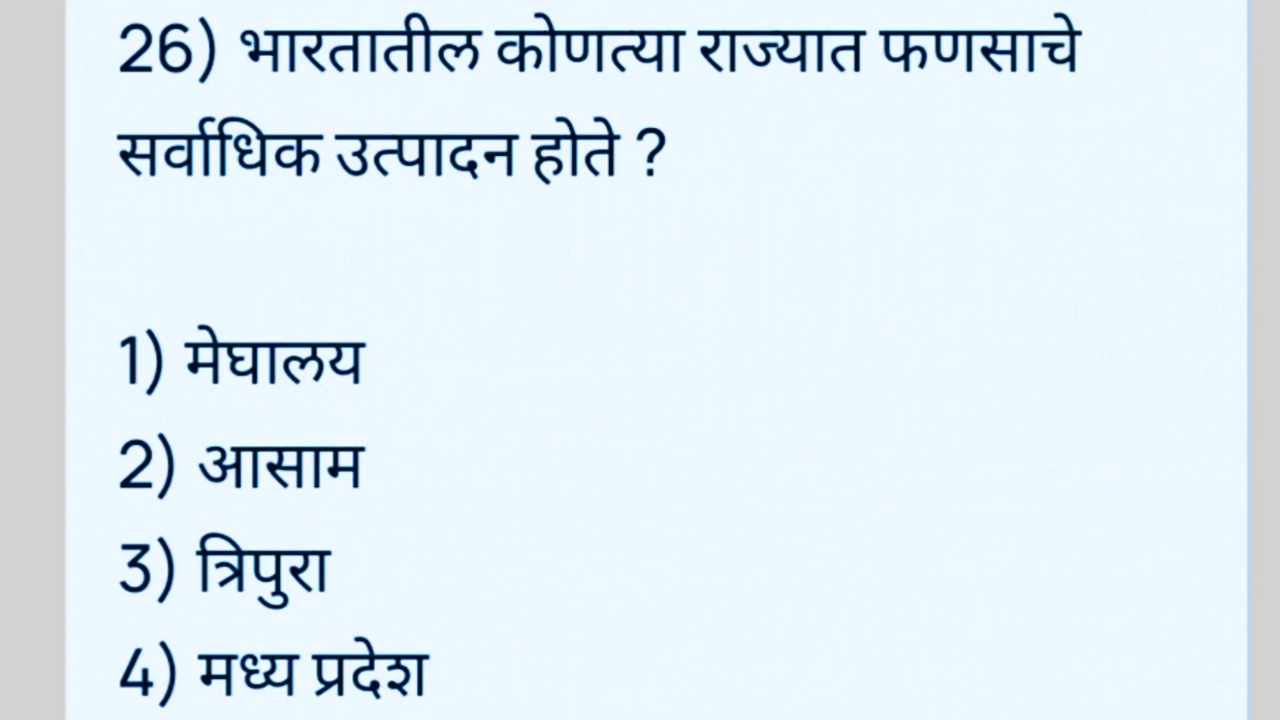 26) भारतातील कोणत्या राज्यात फणसाचे
सर्वाधिक उत्पादन होते ?
1) मेघालय
2) आसाम
3) त्रिपुरा
4) मध्य प्रदेश